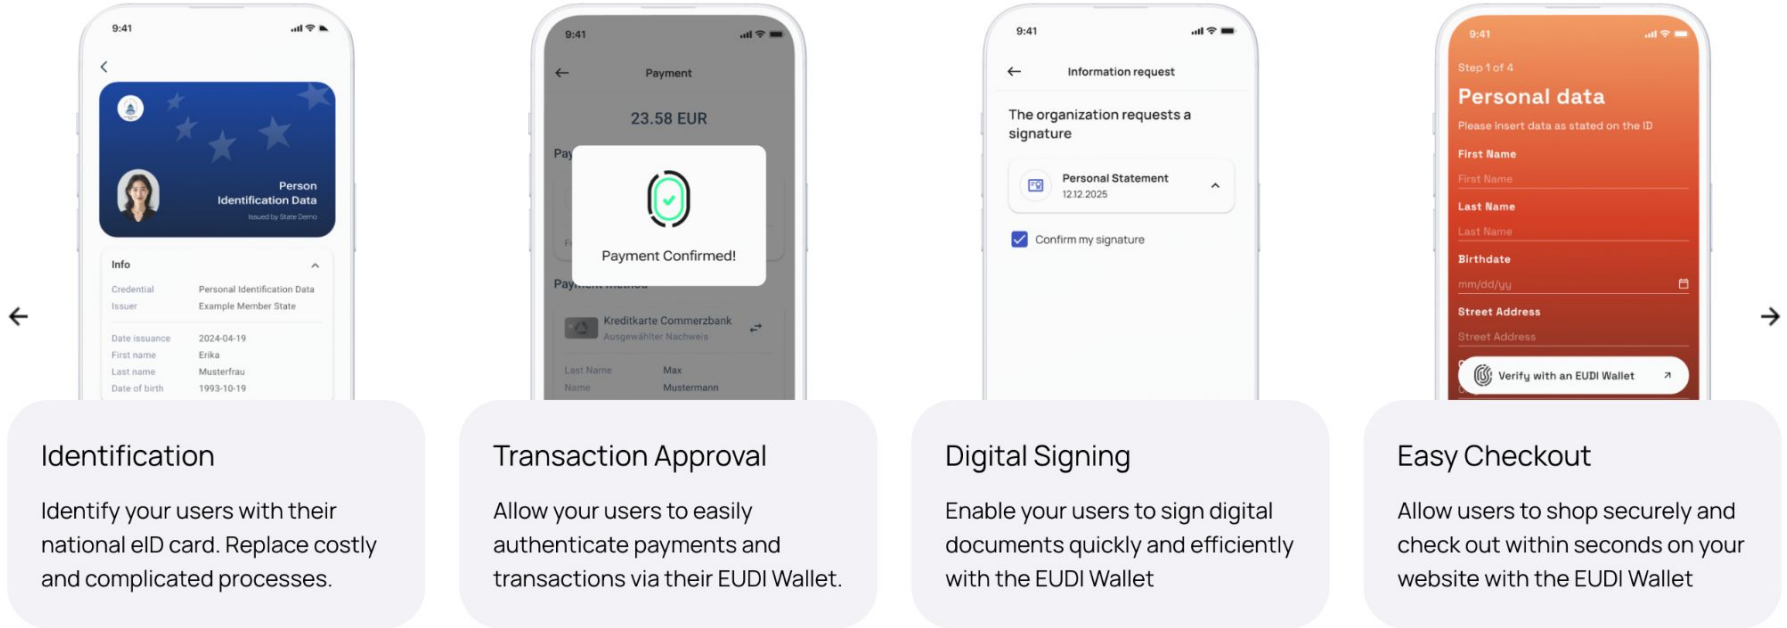 9:41
Person
Identification Data
Issued by State Demo
Info
Credential Personal Identification Data
Issuer Example Member State
Date issuance 2024-04-19
First name Erika
Last name Musterfrau
Date of birth 1993-10-19
Identification
Identify your users with their
national eID card. Replace costly
and complicated processes.
9:41
Payment
23.58 EUR
Pay
Payment Confirmed!
Payment method
Kreditkarte Commerzbank
Ausgewählter Nachweis
Last Name Max
Name Mustermann
Transaction Approval
Allow your users to easily
authenticate payments and
transactions via their EUDI Wallet.
9:41
Information request
The organization requests a
signature
Personal Statement
12.12.2025
Confirm my signature
Digital Signing
Enable your users to sign digital
documents quickly and efficiently
with the EUDI Wallet
9:41
Step 1 of 4
Personal data
Please insert data as stated on the ID
First Name
First Name
Last Name
Last Name
Birthdate
mm/dd/yy
Street Address
Street Address
Verify with an EUDI Wallet
Easy Checkout
Allow users to shop securely and
check out within seconds on your
website with the EUDI Wallet